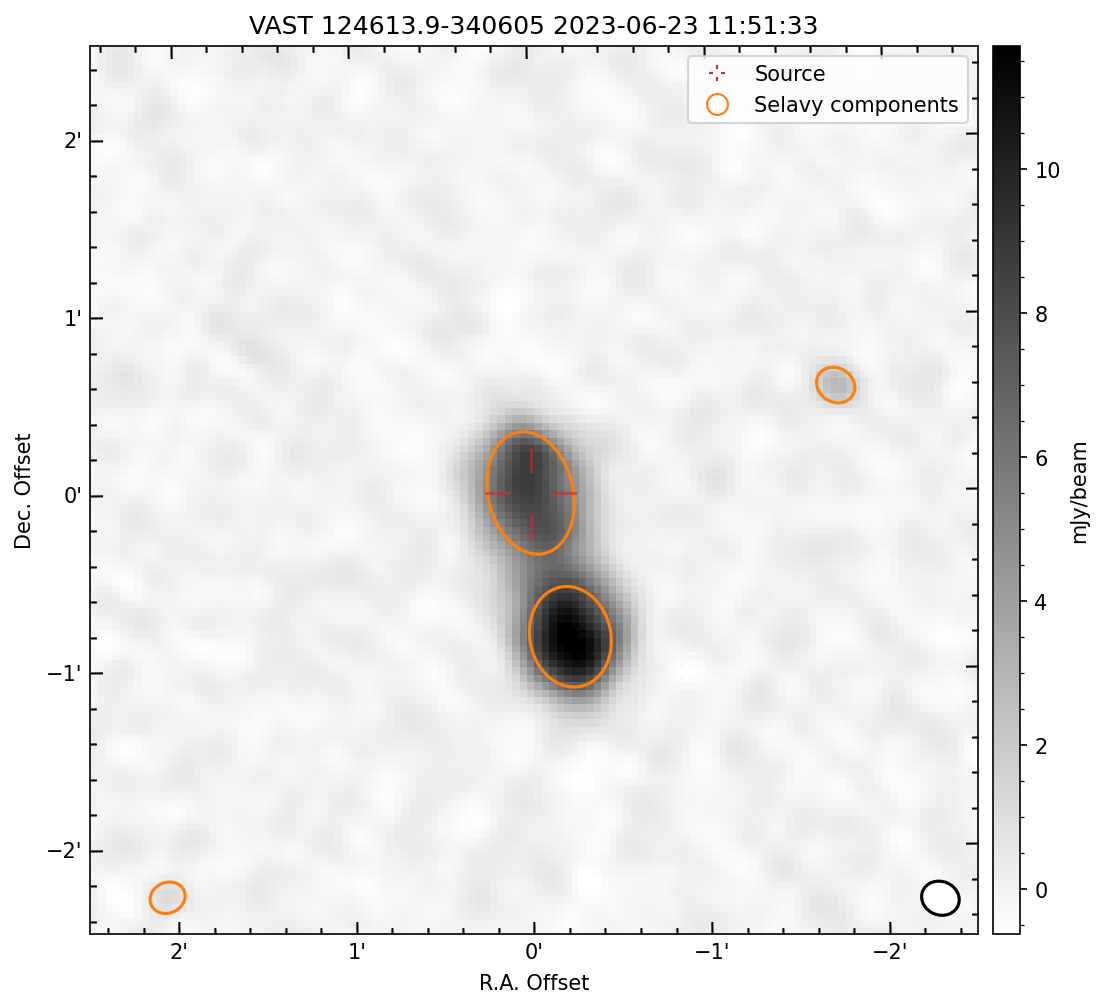 VAST 124613.9-340605 2023-06-23 11:51:33
Source
Selavy components
2'
1'
0'
−1'
−2'
Dec. Offset
2'
1'
0'
−1'
−2'
R.A. Offset
10
8
6
4
2
0
mJy/beam